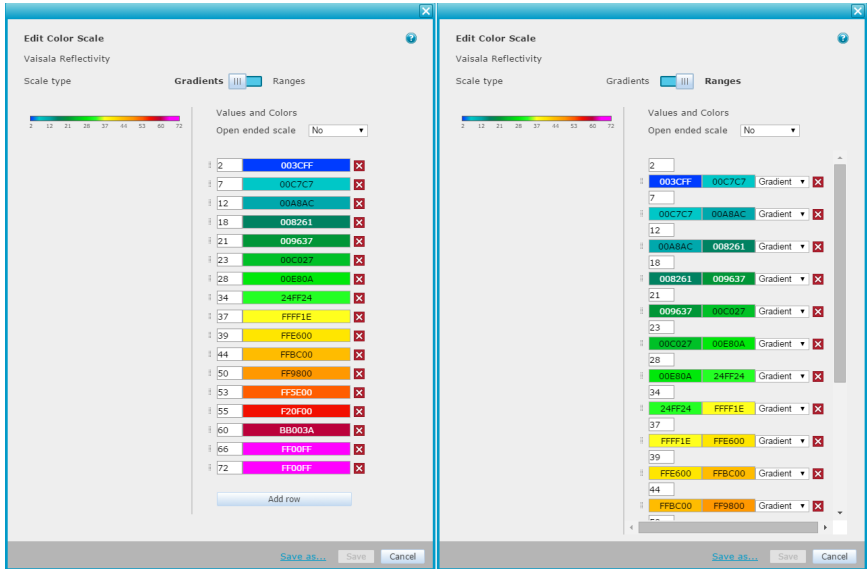 Edit Color Scale
Vaisala Reflectivity
Scale type
Gradients
Ranges
2 12 21 28 37 44 53 60 72
Values and Colors
Open ended scale No
2 003CFF
7 00C7C7
12 00A8AC
18 008261
21 009637
23 00C027
28 00E80A
34 24FF24
37 FFFF1E
39 FFE600
44 FFBC00
50 FF9800
53 FF5E00
55 F20F00
60 BB003A
66 FF00FF
72 FF00FF
Add row
Save as... Save Cancel
Edit Color Scale
Vaisala Reflectivity
Scale type
Gradients
Ranges
2 12 21 28 37 44 53 60 72
Values and Colors
Open ended scale No
2
003CFF 00C7C7 Gradient
7
00C7C7 00A8AC Gradient
12
00A8AC 008261 Gradient
18
008261 009637 Gradient
21
009637 00C027 Gradient
23
00C027 00E80A Gradient
28
00E80A 24FF24 Gradient
34
24FF24 FFFF1E Gradient
37
FFFF1E FFE600 Gradient
39
FFE600 FFBC00 Gradient
44
FFBC00 FF9800 Gradient
Save as... Save Cancel